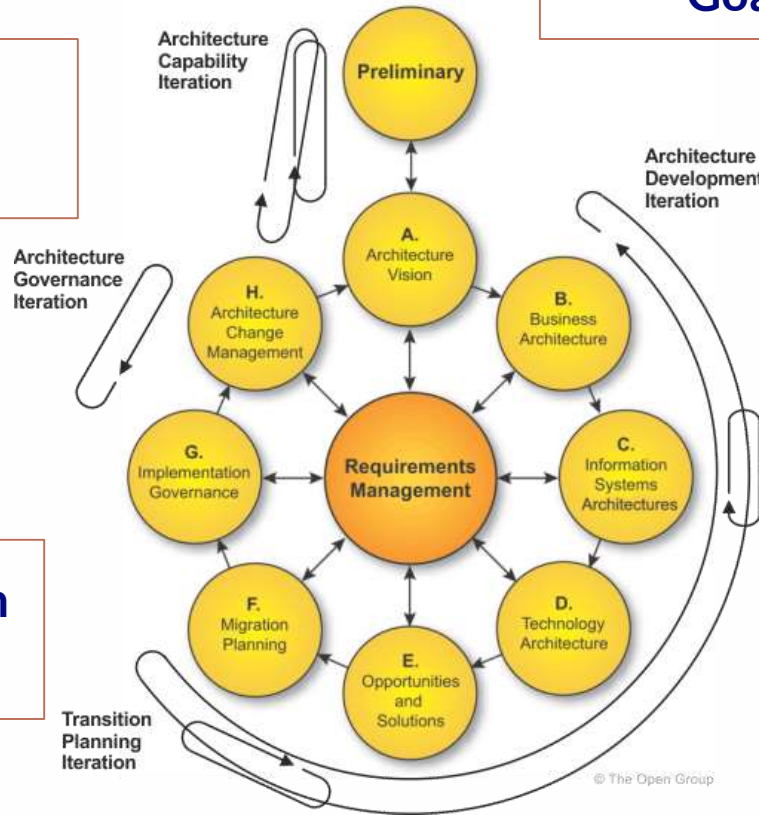 Architecture
Capability
Iteration
Preliminary
Architecture
Development
Iteration
A.
Architecture
Vision
Architecture
Governance
Iteration
H.
Architecture
Change
Management
B.
Business
Architecture
G.
Implementation
Governance
Requirements
Management
C.
Information
Systems
Architectures
F.
Migration
Planning
E.
Opportunities
and
Solutions
D.
Technology
Architecture
Transition
Planning
Iteration
© The Open Group